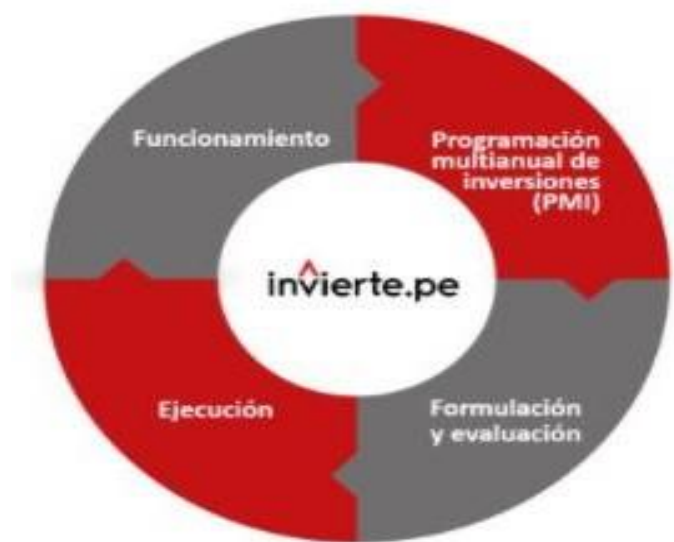 Funcionamiento
Programación
multianual de
inversiones
(PMI)
invierte.pe
Ejecución
Formulación
y evaluación